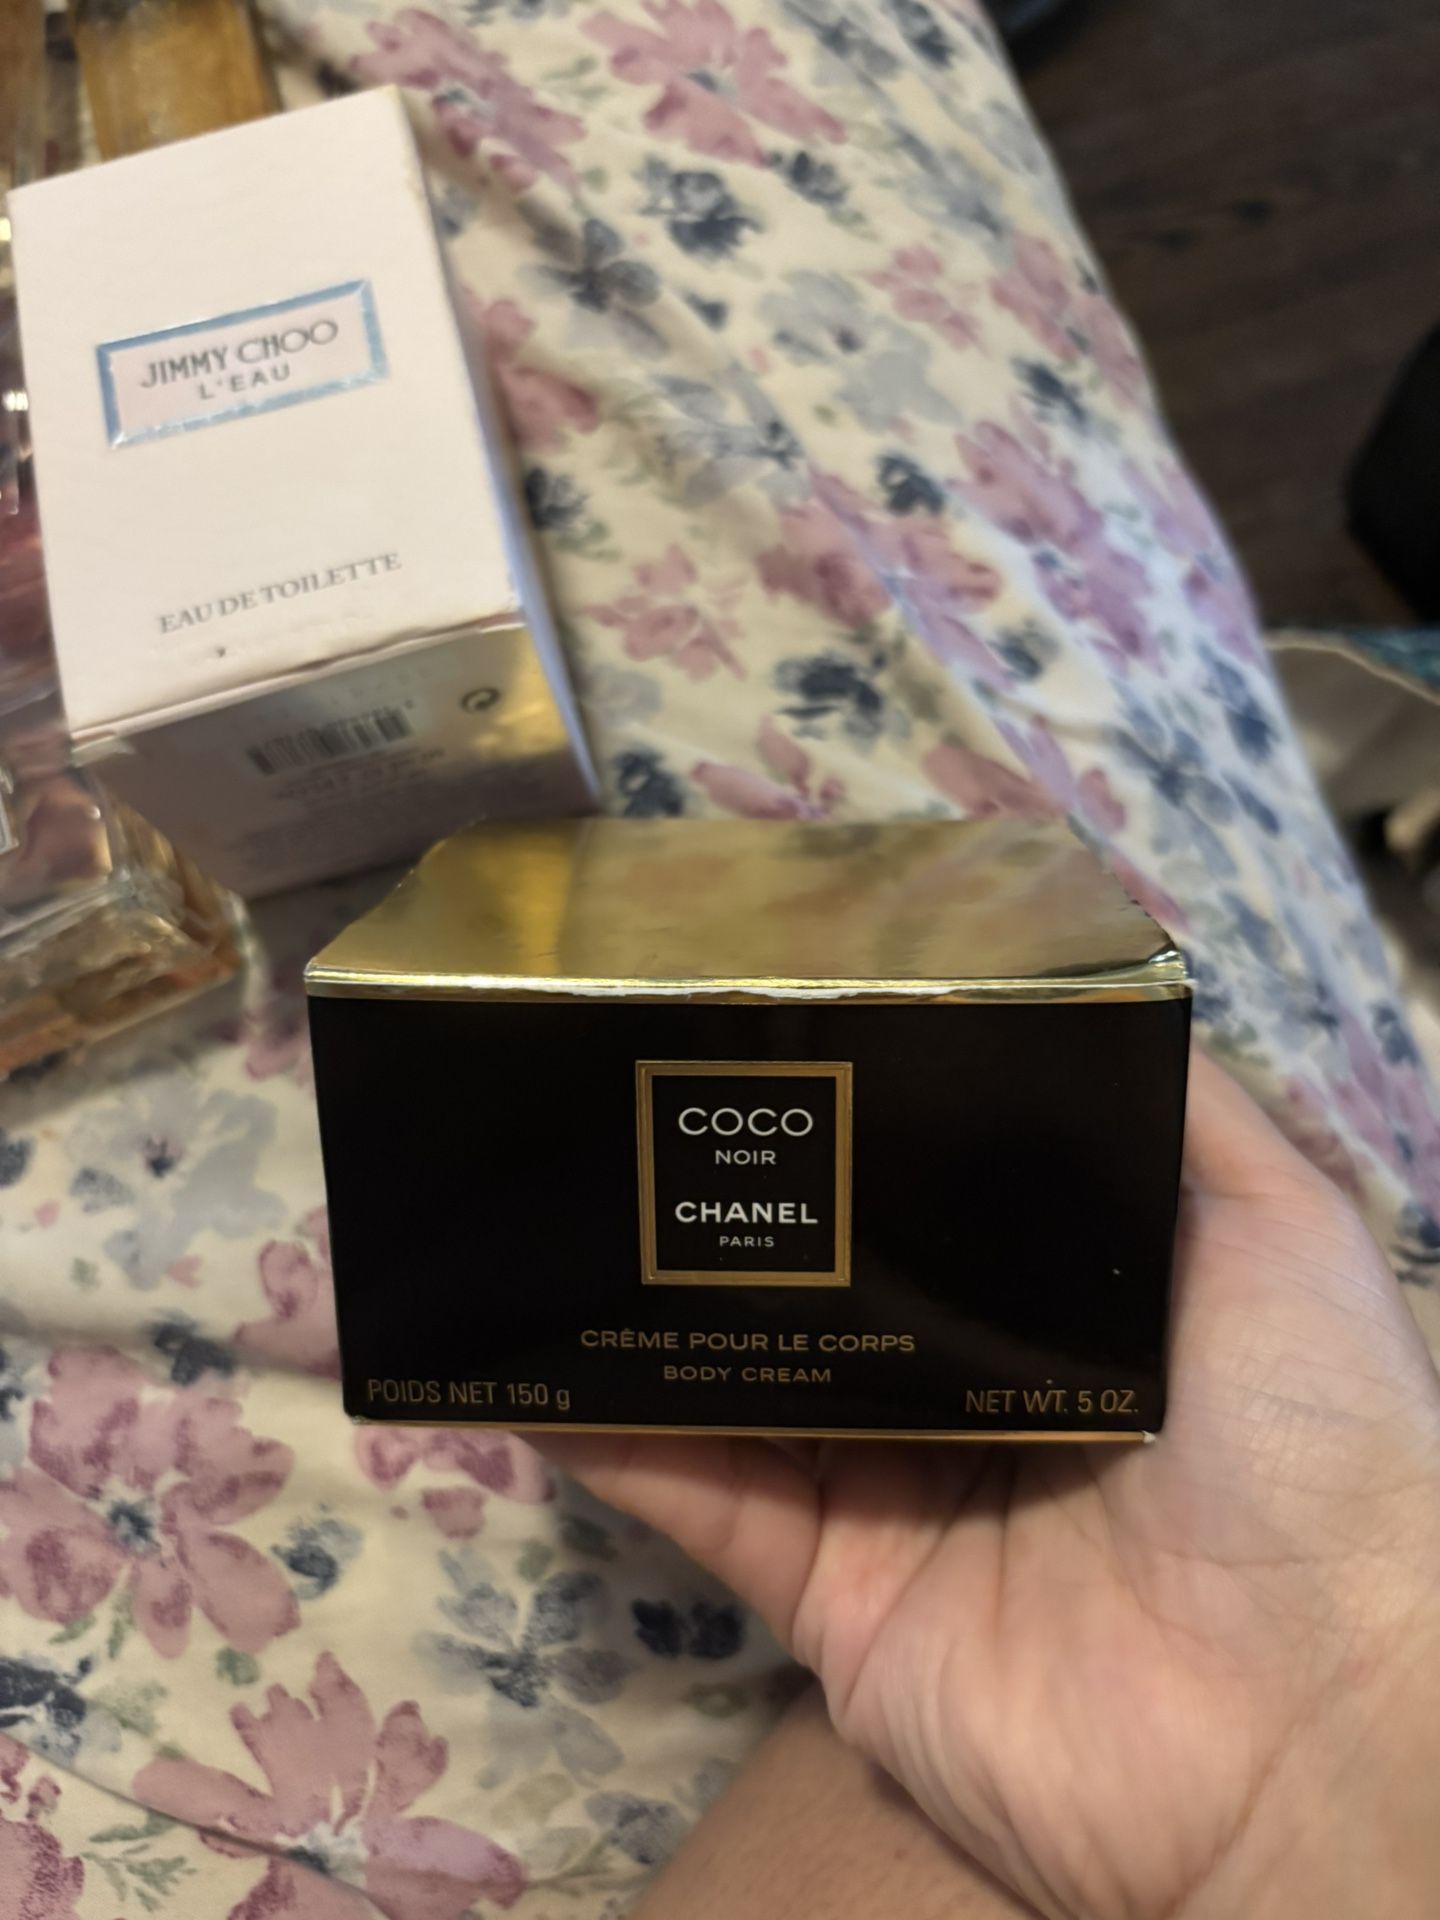 JIMMY CHOO
L'EAU
EAU DE TOILETTE
COCO
NOIR
CHANEL
PARIS
CRÈME POUR LE CORPS
BODY CREAM
POIDS NET 150 g
NET WT. 5 OZ.